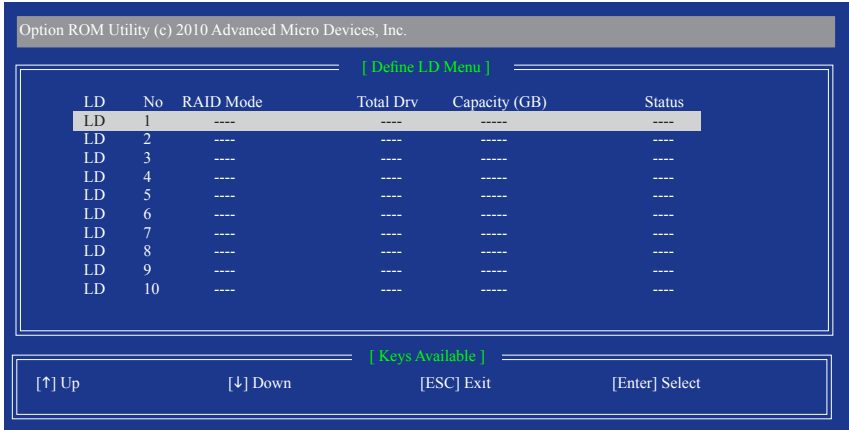 Option ROM Utility (c) 2010 Advanced Micro Devices, Inc.
[ Define LD Menu ]
LD No RAID Mode Total Drv Capacity (GB) Status
LD 1 ---- ---- ----- ----
LD 2 ---- ---- ----- ----
LD 3 ---- ---- ----- ----
LD 4 ---- ---- ----- ----
LD 5 ---- ---- ----- ----
LD 6 ---- ---- ----- ----
LD 7 ---- ---- ----- ----
LD 8 ---- ---- ----- ----
LD 9 ---- ---- ----- ----
LD 10 ---- ---- ----- ----
[ Keys Available ]
[↑] Up [↓] Down [ESC] Exit [Enter] Select